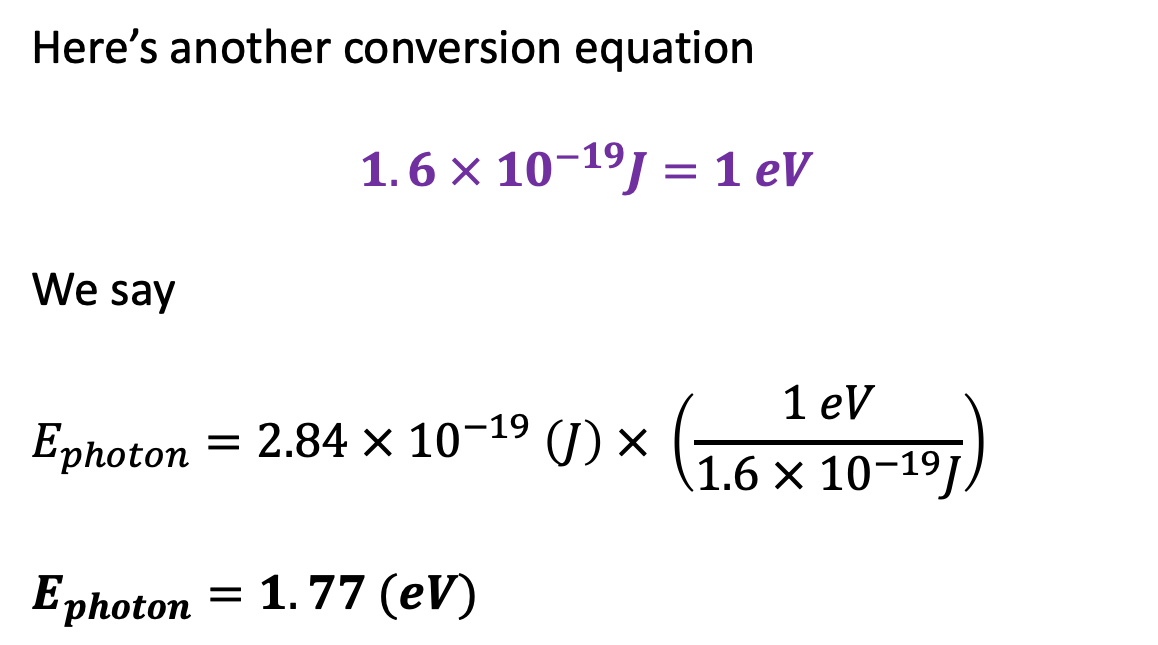 Here’s another conversion equation
1.6 × 10⁻¹⁹J = 1 eV
We say
E_photon = 2.84 × 10⁻¹⁹ (J) × (1 eV / 1.6 × 10⁻¹⁹J)
E_photon = 1.77 (eV)